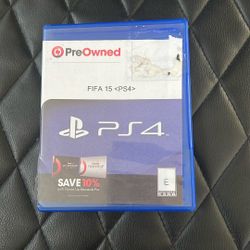 PreOwned
FIFA 15 <PS4>
PS4
SAVE 10%
E